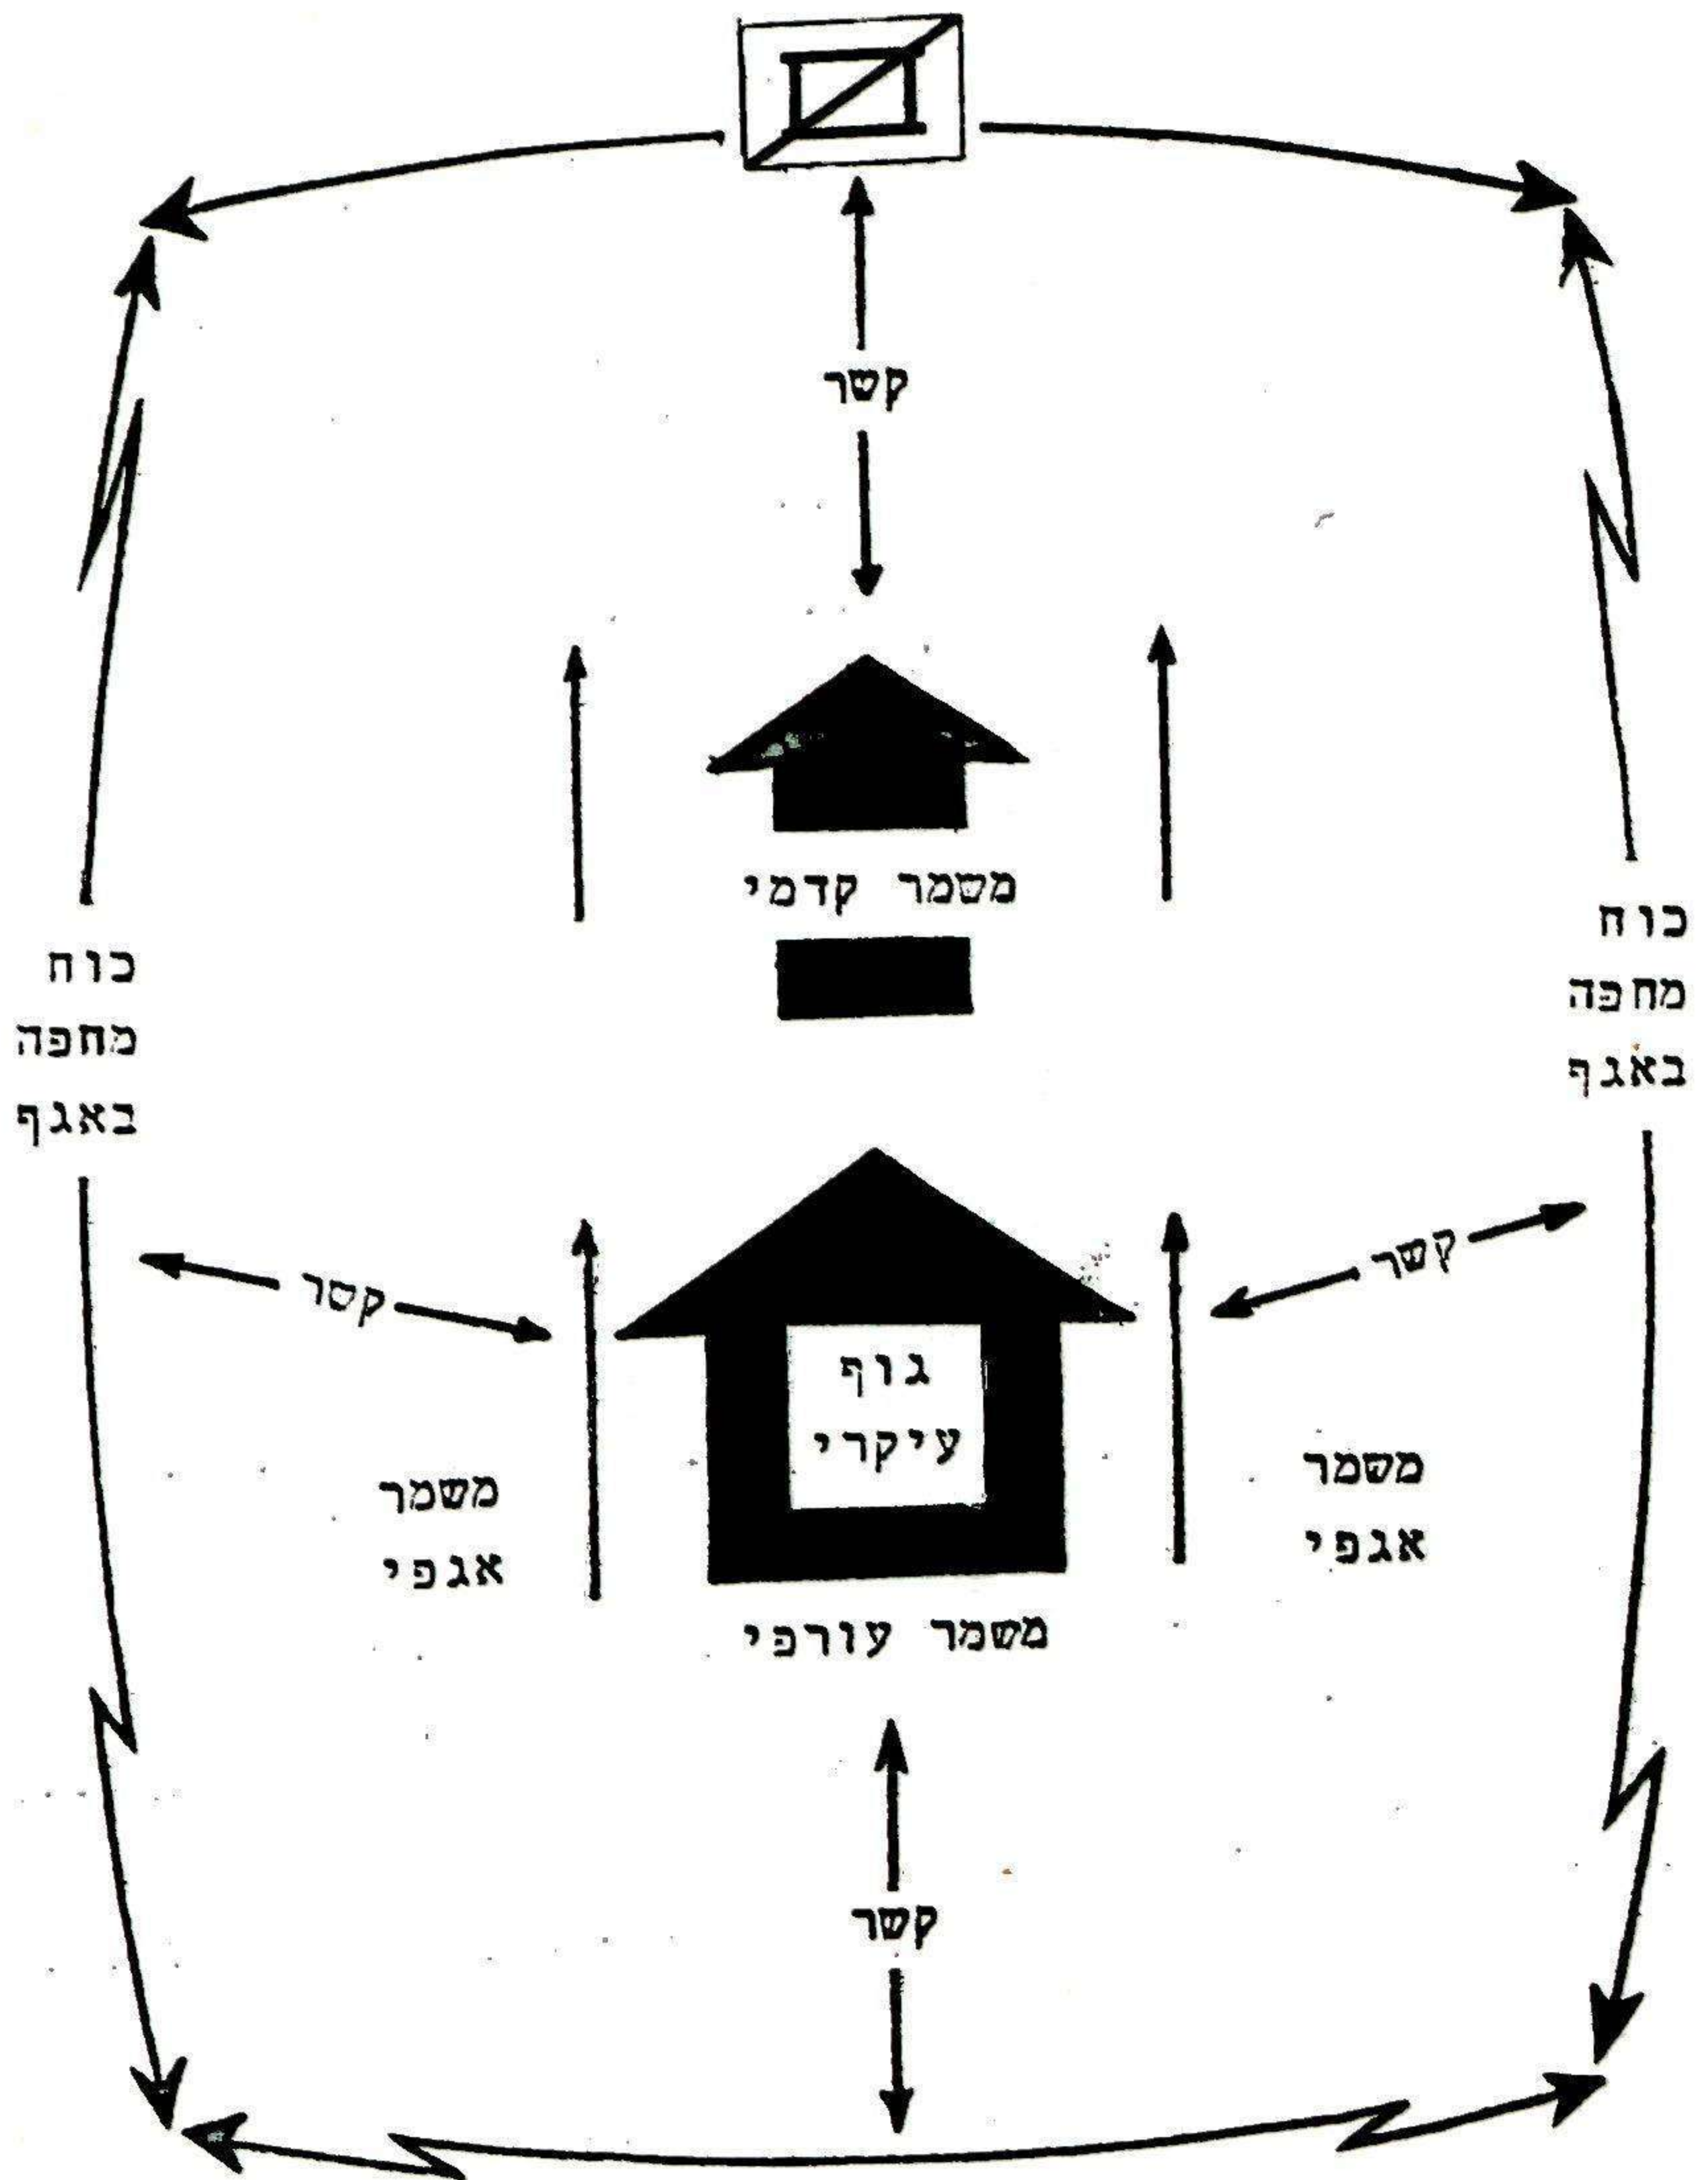 קשר
משמר קדמי
כוח
מחפה
באגף
כוח
מחפה
באגף
קשר
קשר
גוף
עיקרי
משמר
אגפי
משמר
אגפי
משמר עורפי
קשר